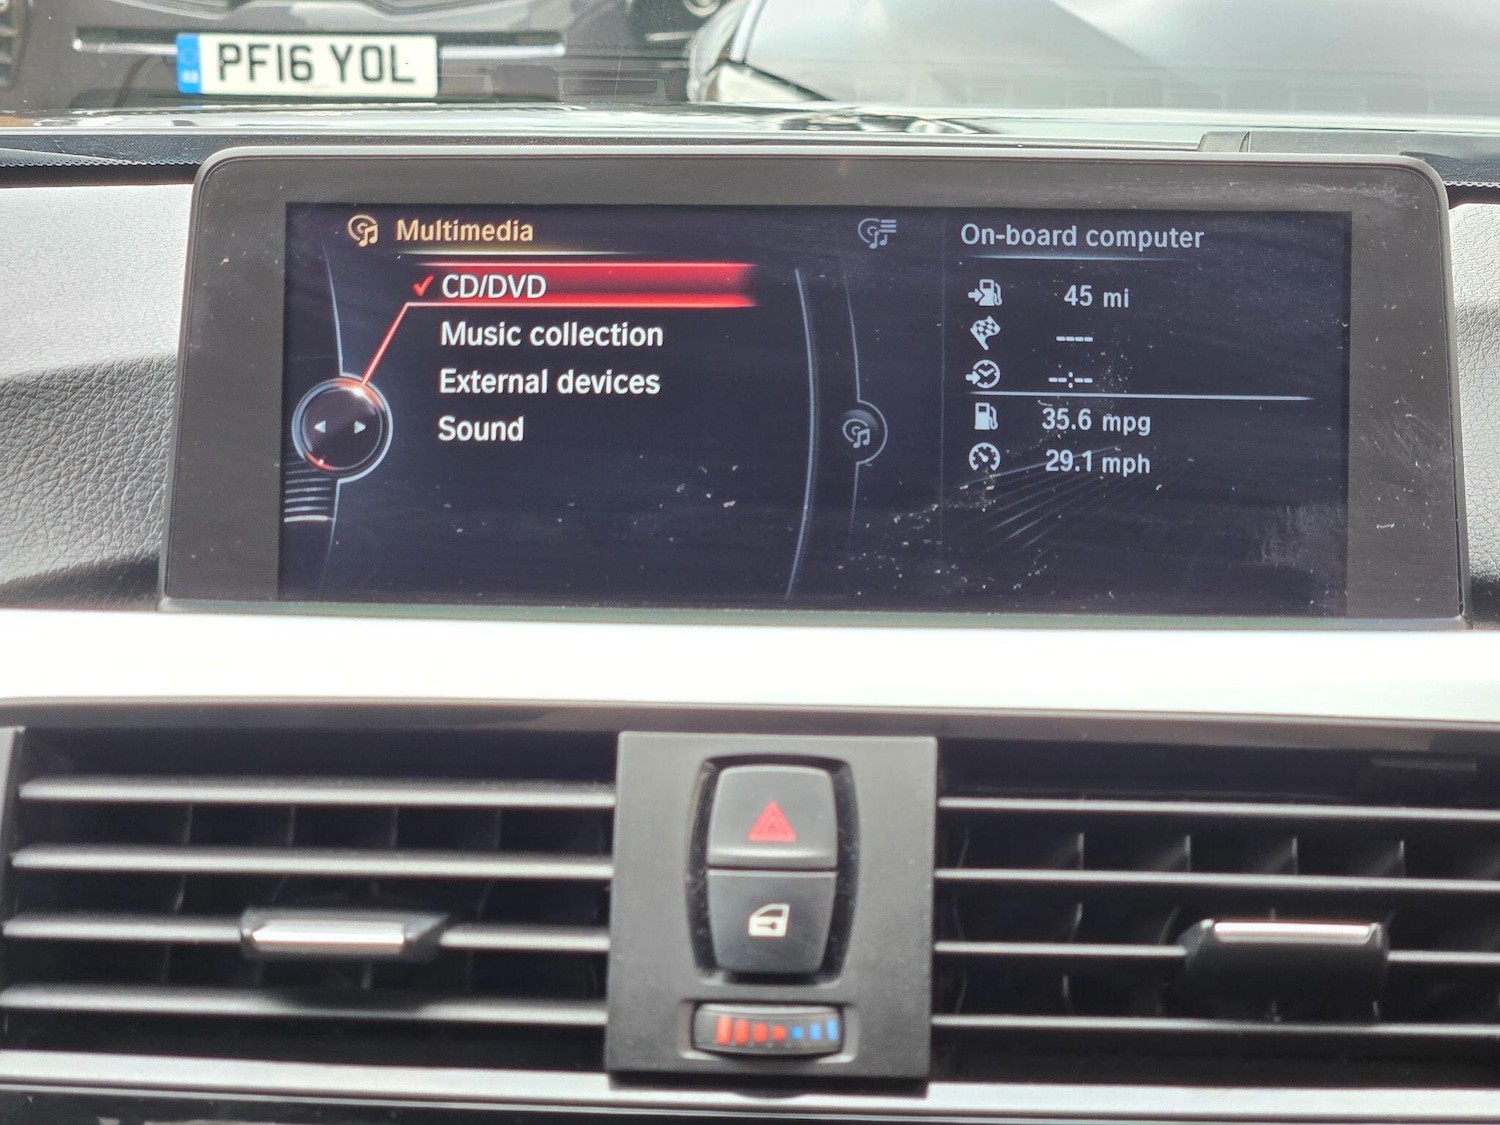 PF16 YOL
Multimedia
CD/DVD
Music collection
External devices
Sound
On-board computer
45 mi
----
--:--
35.6 mpg
29.1 mph